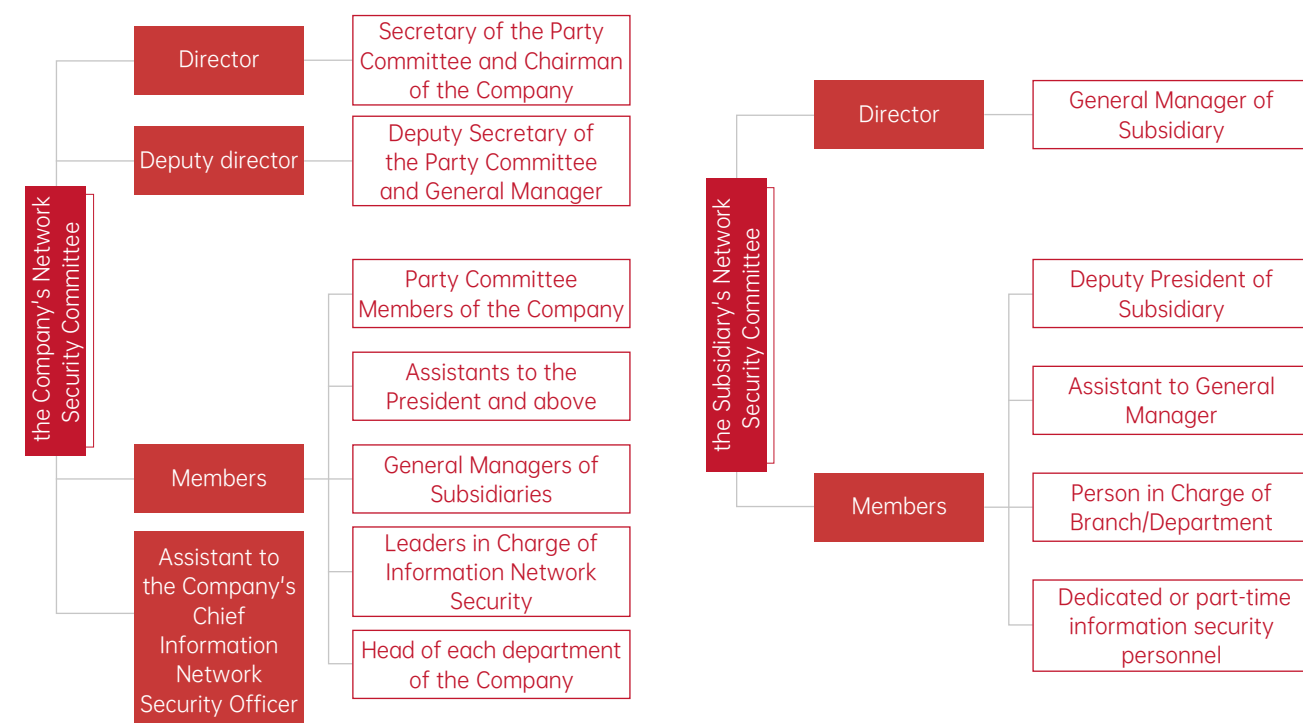 the Company's Network
Security Committee
Director
Secretary of the Party
Committee and Chairman
of the Company
Deputy director
Deputy Secretary of
the Party Committee
and General Manager
Members
Party Committee
Members of the Company
Assistants to the
President and above
General Managers of
Subsidiaries
Leaders in Charge of
Information Network
Security
Head of each department
of the Company
Assistant to
the Company's
Chief
Information
Network
Security Officer
the Subsidiary's Network
Security Committee
Director
General Manager of
Subsidiary
Members
Deputy President of
Subsidiary
Assistant to General
Manager
Person in Charge of
Branch/Department
Dedicated or part-time
information security
personnel